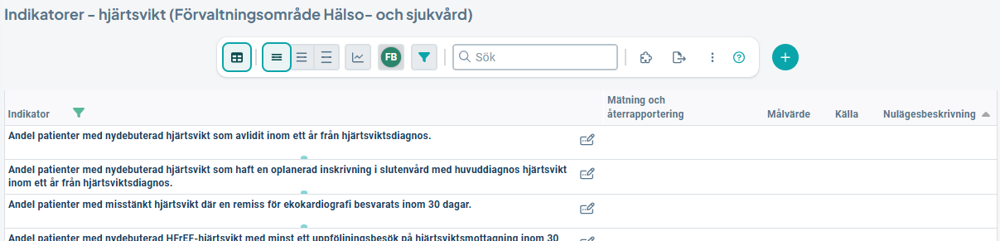 Indikatorer – hjärtsvikt (Förvaltningsområde Hälso- och sjukvård)
FB
Sök
Indikator
Mätning och
återrapportering
Målvärde
Källa
Nulägesbeskrivning
Andel patienter med nydebuterad hjärtsvikt som avlidit inom ett år från hjärtsviktsdiagnos.
Andel patienter med nydebuterad hjärtsvikt som haft en oplanerad inskrivning i slutenvård med huvuddiagnos hjärtsvikt
inom ett år från hjärtsviktsdiagnos.
Andel patienter med misstänkt hjärtsvikt där en remiss för ekokardiografi besvarats inom 30 dagar.
Andel patienter med nydebuterad HFrEF-hjärtsvikt med minst ett uppföljningsbesök på hjärtsviktsmottagning inom 30